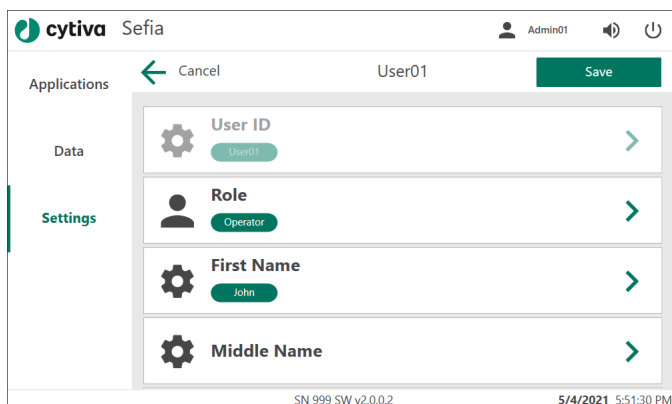 cytiva Sefia Admin01
Applications
Data
Settings
Cancel User01 Save
User ID
User01
Role
Operator
First Name
John
Middle Name
SN 999 SW v2.0.0.2 5/4/2021 5:51:30 PM